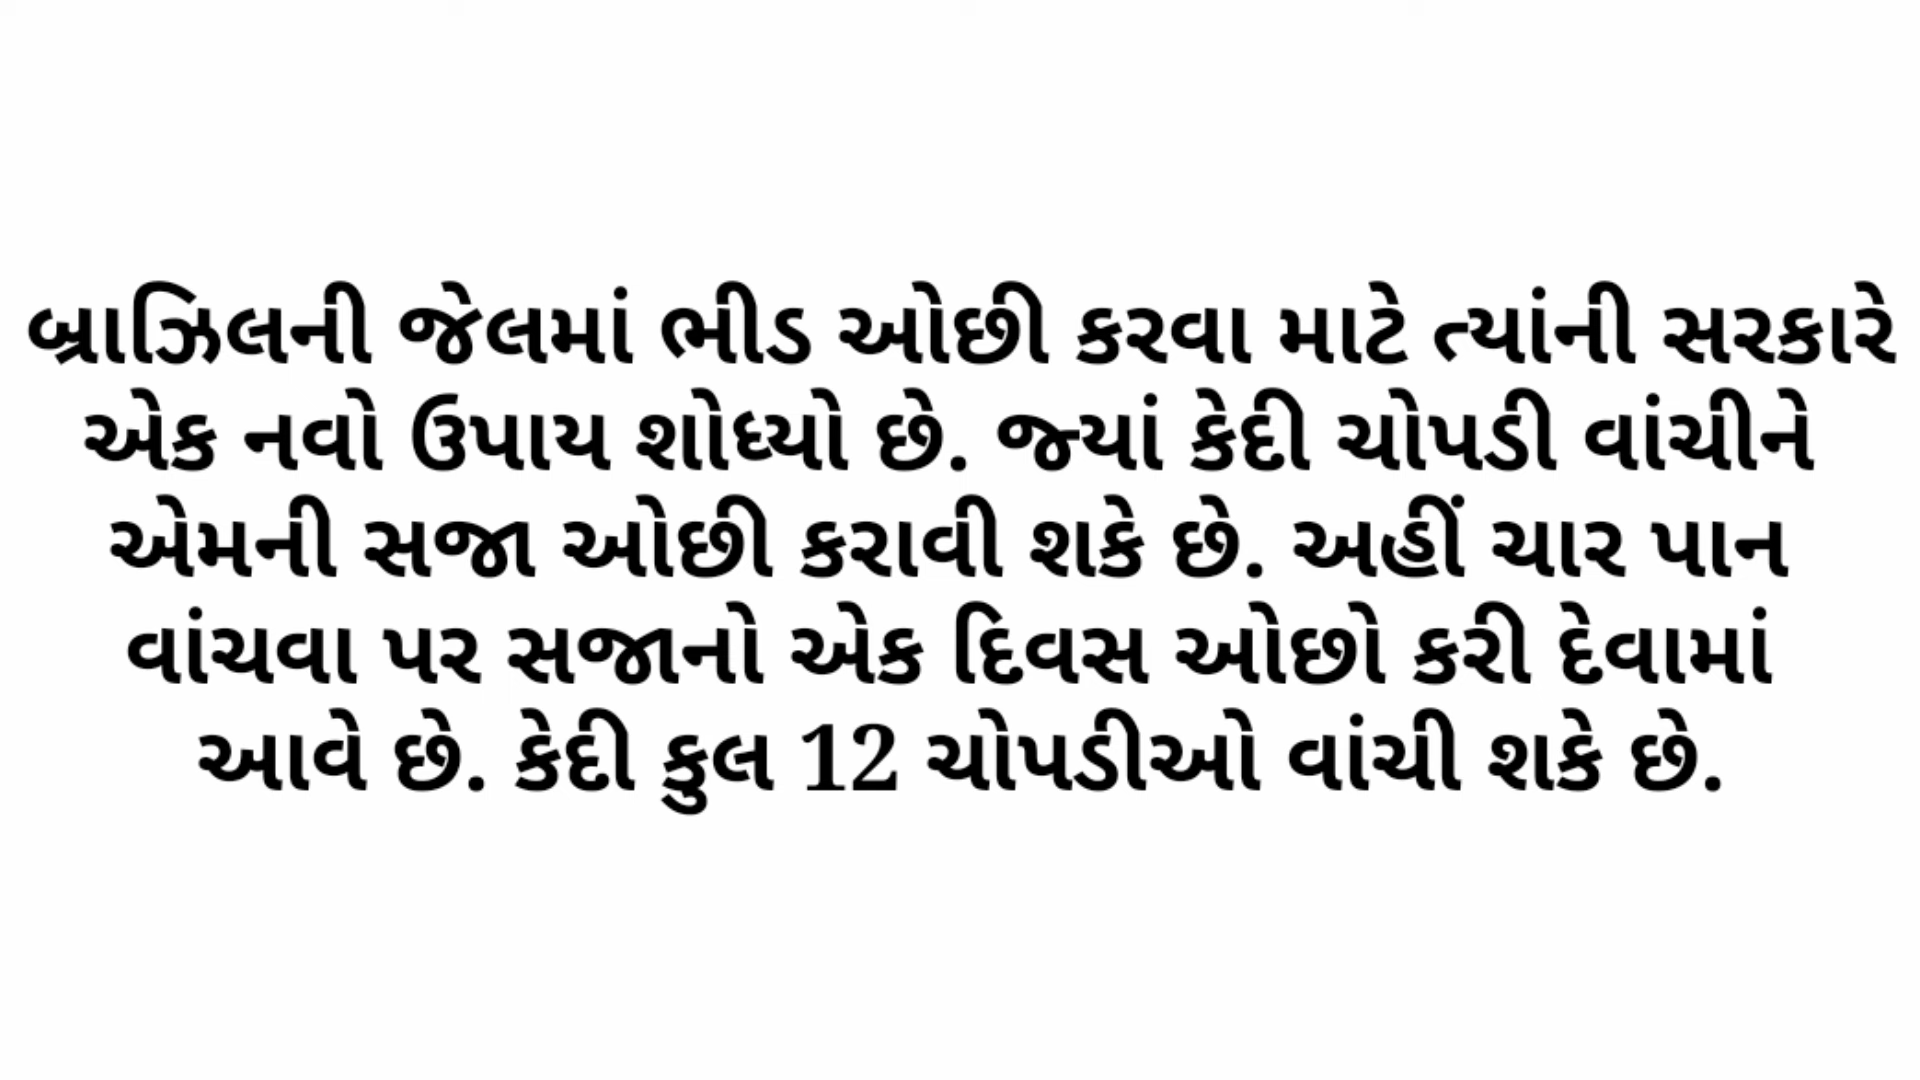 બ્રાઝિલની જેલમાં ભીડ ઓછી કરવા માટે ત્યાંની સરકારે
એક નવો ઉપાય શોધ્યો છે. જ્યાં કેદી ચોપડી વાંચીને
એમની સજા ઓછી કરાવી શકે છે. અહીં ચાર પાન
વાંચવા પર સજાનો એક દિવસ ઓછો કરી દેવામાં
આવે છે. કેદી કુલ 12 ચોપડીઓ વાંચી શકે છે.